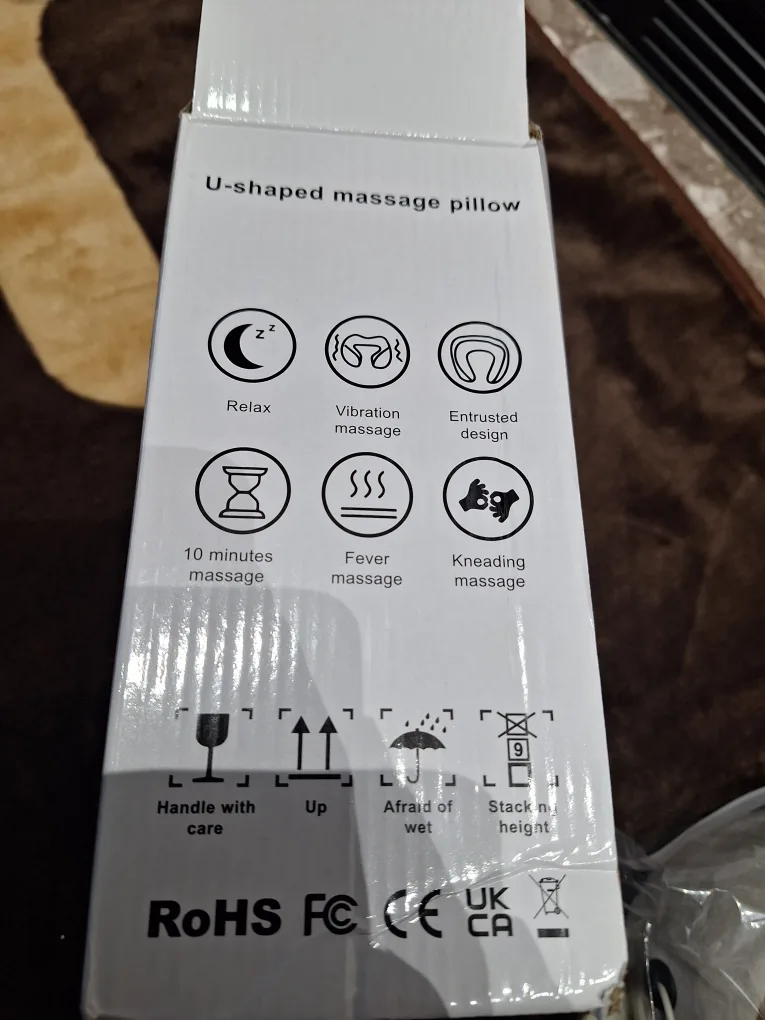 U-shaped massage pillow
z z
Relax
Vibration
massage
Entrusted
design
10 minutes
massage
Fever
massage
Kneading
massage
9
Handle with
care
Up
Afraid of
wet
Stacking
height
RoHS FC CE UK
CA